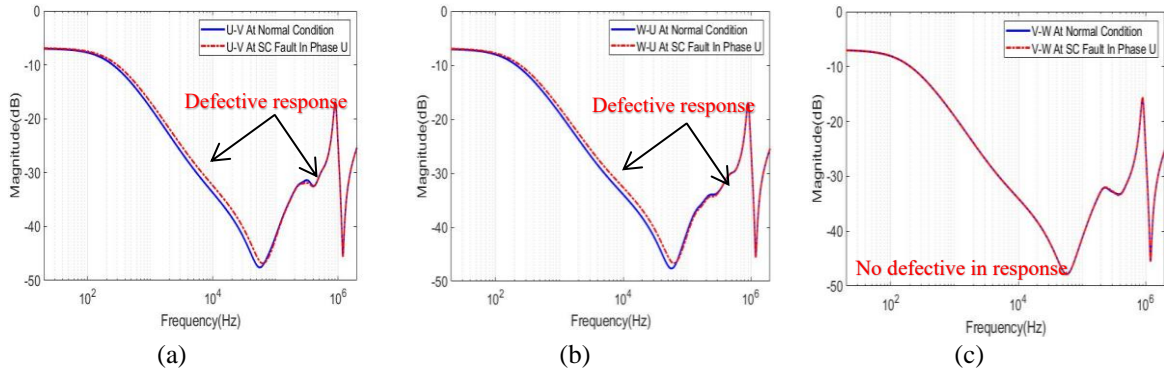 0
-10
-20
-30
-40
-50
Magnitude(dB)
U-V At Normal Condition
U-V At SC Fault In Phase U
Defective response
10^2
10^4
10^6
Frequency(Hz)
(a)
0
-10
-20
-30
-40
-50
Magnitude(dB)
W-U At Normal Condition
W-U At SC Fault In Phase U
Defective response
10^2
10^4
10^6
Frequency(Hz)
(b)
0
-10
-20
-30
-40
-50
Magnitude(dB)
V-W At Normal Condition
V-W At SC Fault In Phase U
No defective in response
10^2
10^4
10^6
Frequency(Hz)
(c)